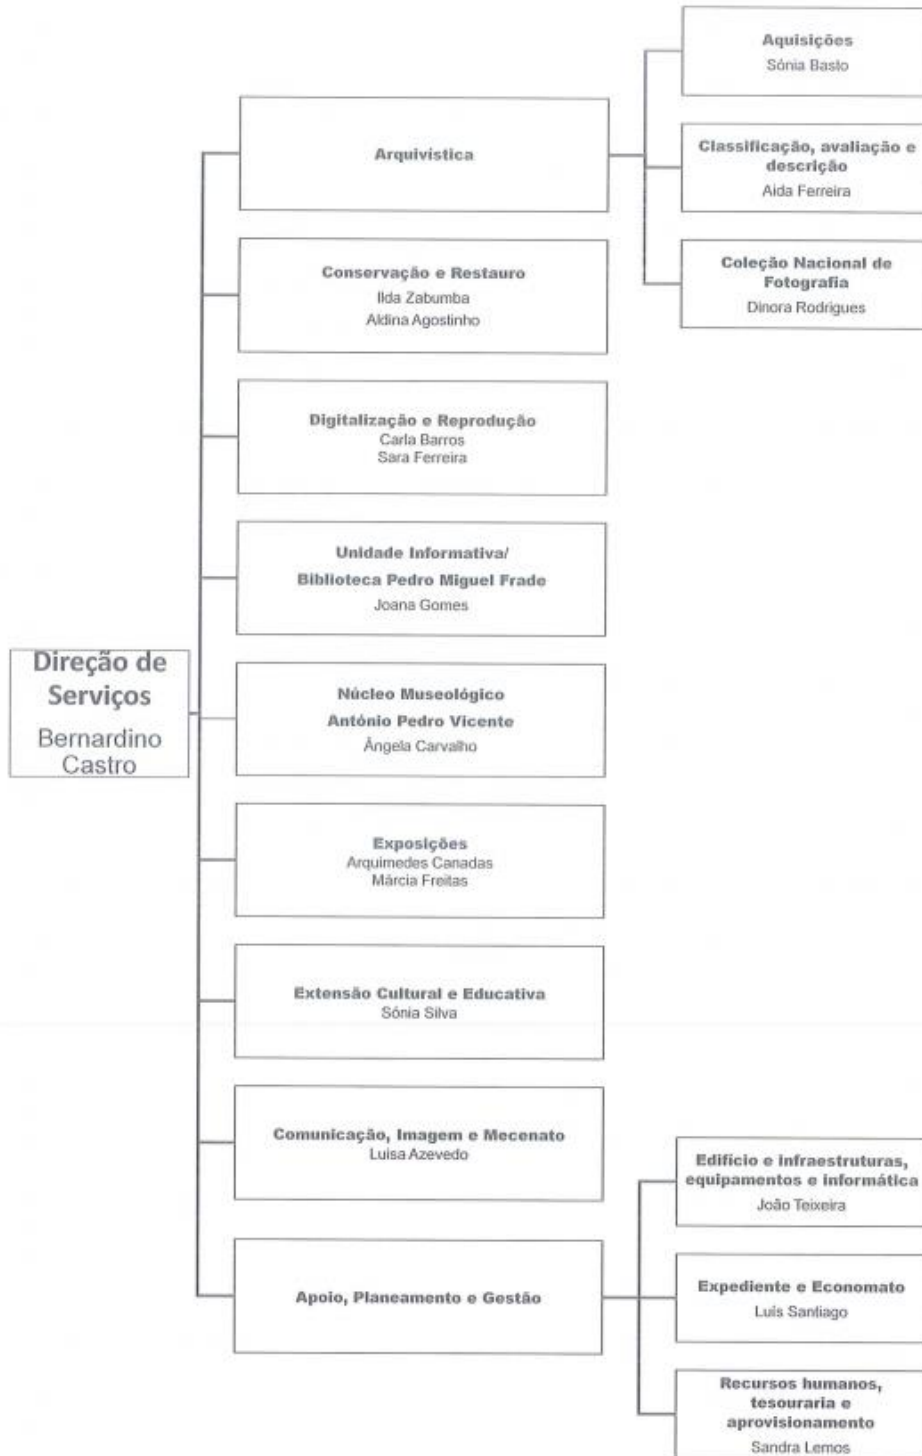 Direção de
Serviços
Bernardino
Castro
Arquivística
Aquisições
Sónia Basto
Classificação, avaliação e
descrição
Aida Ferreira
Coleção Nacional de
Fotografia
Dinora Rodrigues
Conservação e Restauro
Ilda Zabumba
Aldina Agostinho
Digitalização e Reprodução
Carla Barros
Sara Ferreira
Unidade Informativa/
Biblioteca Pedro Miguel Frade
Joana Gomes
Núcleo Museológico
António Pedro Vicente
Ângela Carvalho
Exposições
Arquimedes Canadas
Márcia Freitas
Extensão Cultural e Educativa
Sónia Silva
Comunicação, Imagem e Mecenato
Luisa Azevedo
Apoio, Planeamento e Gestão
Edifício e infraestruturas,
equipamentos e informática
João Teixeira
Expediente e Economato
Luís Santiago
Recursos humanos,
tesouraria e
aprovisionamento
Sandra Lemos